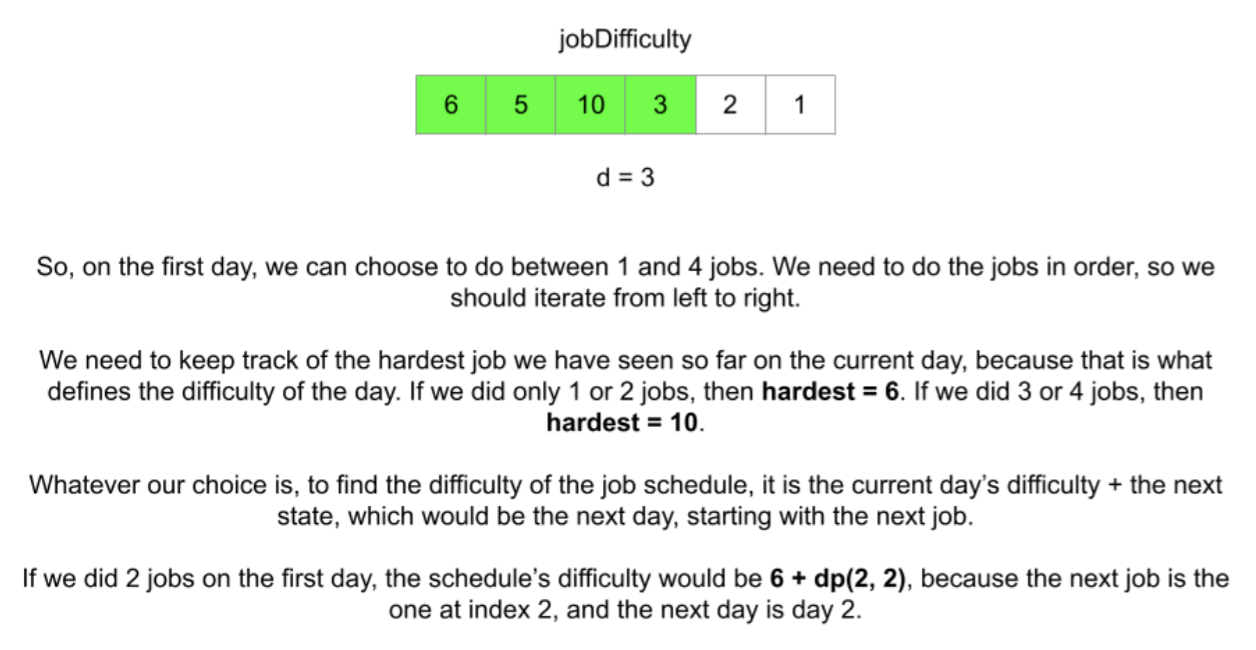 jobDifficulty
6 5 10 3 2 1
d = 3
So, on the first day, we can choose to do between 1 and 4 jobs. We need to do the jobs in order, so we
should iterate from left to right.
We need to keep track of the hardest job we have seen so far on the current day, because that is what
defines the difficulty of the day. If we did only 1 or 2 jobs, then hardest = 6. If we did 3 or 4 jobs, then
hardest = 10.
Whatever our choice is, to find the difficulty of the job schedule, it is the current day’s difficulty + the next
state, which would be the next day, starting with the next job.
If we did 2 jobs on the first day, the schedule’s difficulty would be 6 + dp(2, 2), because the next job is the
one at index 2, and the next day is day 2.